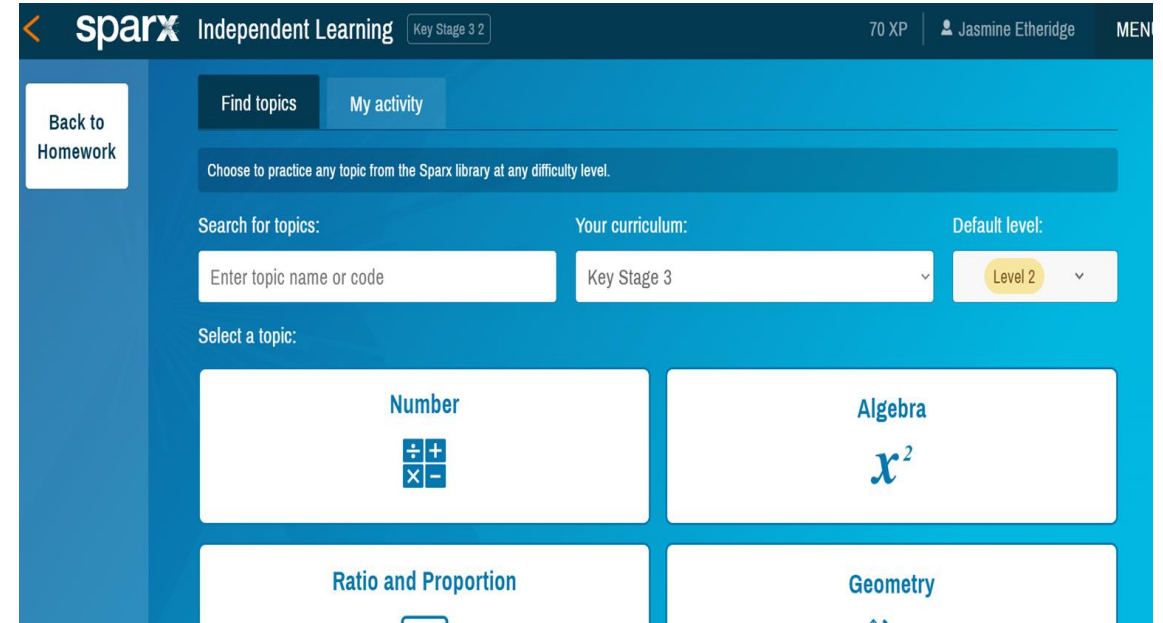 sparx Independent Learning Key Stage 3 2 70 XP Jasmine Etheridge MENU
Back to
Homework
Find topics My activity
Choose to practice any topic from the Sparx library at any difficulty level.
Search for topics: Your curriculum: Default level:
Enter topic name or code Key Stage 3 Level 2
Select a topic:
Number Algebra
÷ +
× − x²
Ratio and Proportion Geometry